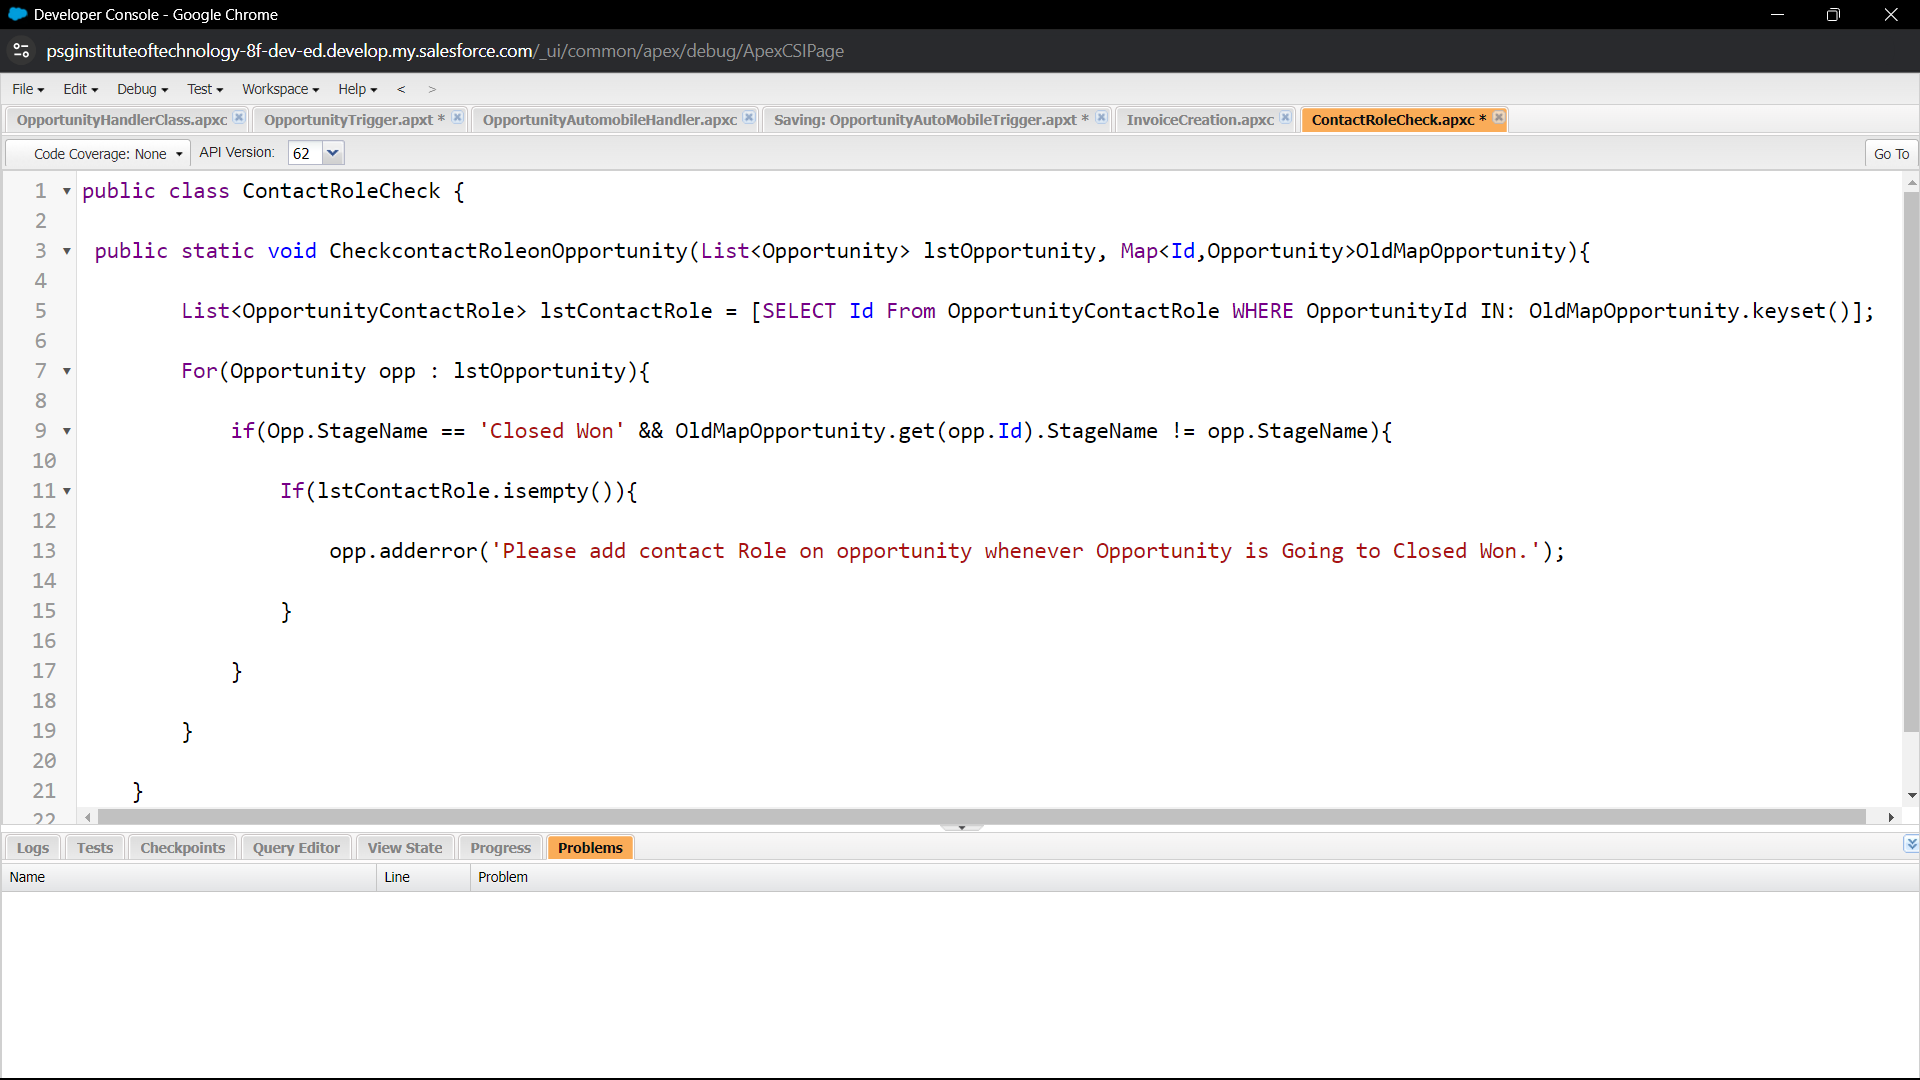 Developer Console - Google Chrome
psginstituteoftechnology-8f-dev-ed.develop.my.salesforce.com/_ui/common/apex/debug/ApexCSIPage
File Edit Debug Test Workspace Help < >
OpportunityHandlerClass.apxc OpportunityTrigger.apxt * OpportunityAutomobileHandler.apxc Saving: OpportunityAutoMobileTrigger.apxt * InvoiceCreation.apxc ContactRoleCheck.apxc *
Code Coverage: None API Version: 62 Go To
1 public class ContactRoleCheck {
2
3 public static void CheckcontactRoleonOpportunity(List<Opportunity> lstOpportunity, Map<Id,Opportunity>OldMapOpportunity){
4
5 List<OpportunityContactRole> lstContactRole = [SELECT Id From OpportunityContactRole WHERE OpportunityId IN: OldMapOpportunity.keyset()];
6
7 For(Opportunity opp : lstOpportunity){
8
9 if(Opp.StageName == 'Closed Won' && OldMapOpportunity.get(opp.Id).StageName != opp.StageName){
10
11 If(lstContactRole.isempty()){
12
13 opp.adderror('Please add contact Role on opportunity whenever Opportunity is Going to Closed Won.');
14
15 }
16
17 }
18
19 }
20
21 }
22
Logs Tests Checkpoints Query Editor View State Progress Problems
Name Line Problem